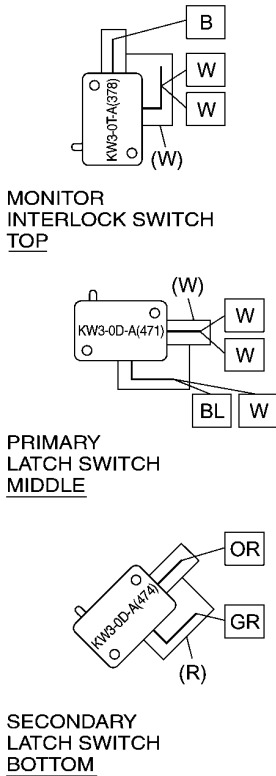 B
W
KW3-0T-A(378)
W
(W)
MONITOR
INTERLOCK SWITCH
TOP
(W)
W
KW3-0D-A(471)
W
BL W
PRIMARY
LATCH SWITCH
MIDDLE
OR
KW3-0D-A(474)
GR
(R)
SECONDARY
LATCH SWITCH
BOTTOM